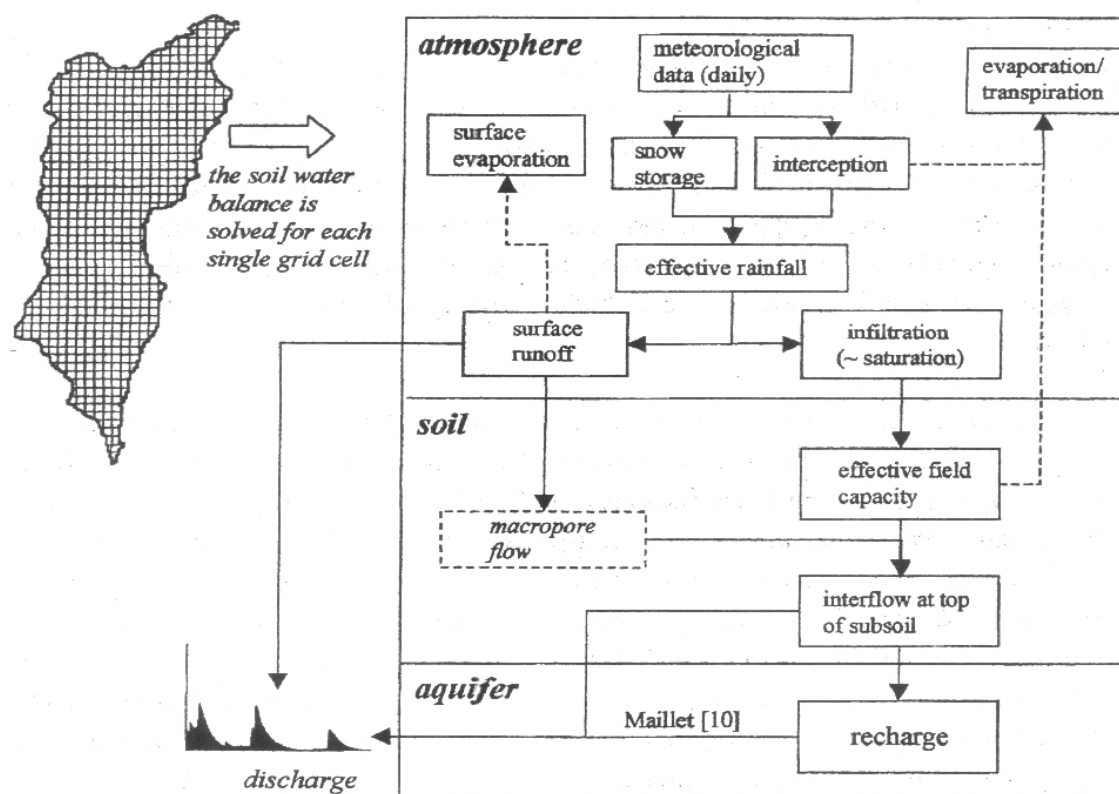 atmosphere
meteorological
data (daily)
evaporation/
transpiration
surface
evaporation
snow
storage
interception
the soil water
balance is
solved for each
single grid cell
effective rainfall
surface
runoff
infiltration
(~ saturation)
soil
effective field
capacity
macropore
flow
interflow at top
of subsoil
aquifer
Maillet [10]
recharge
discharge